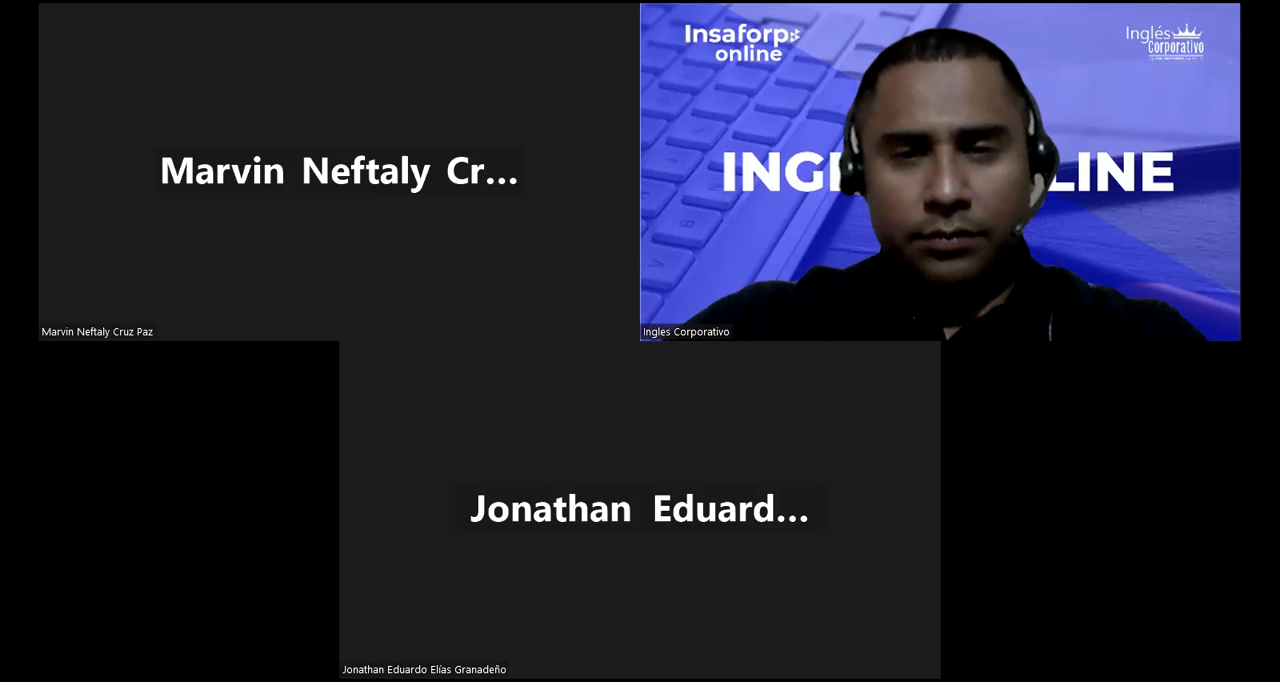 Marvin Neftaly Cr...
Marvin Neftaly Cruz Paz
Insaforp
online
Inglés
Corporativo
INGL
LINE
Ingles Corporativo
Jonathan Eduard...
Jonathan Eduardo Elías Granadeño